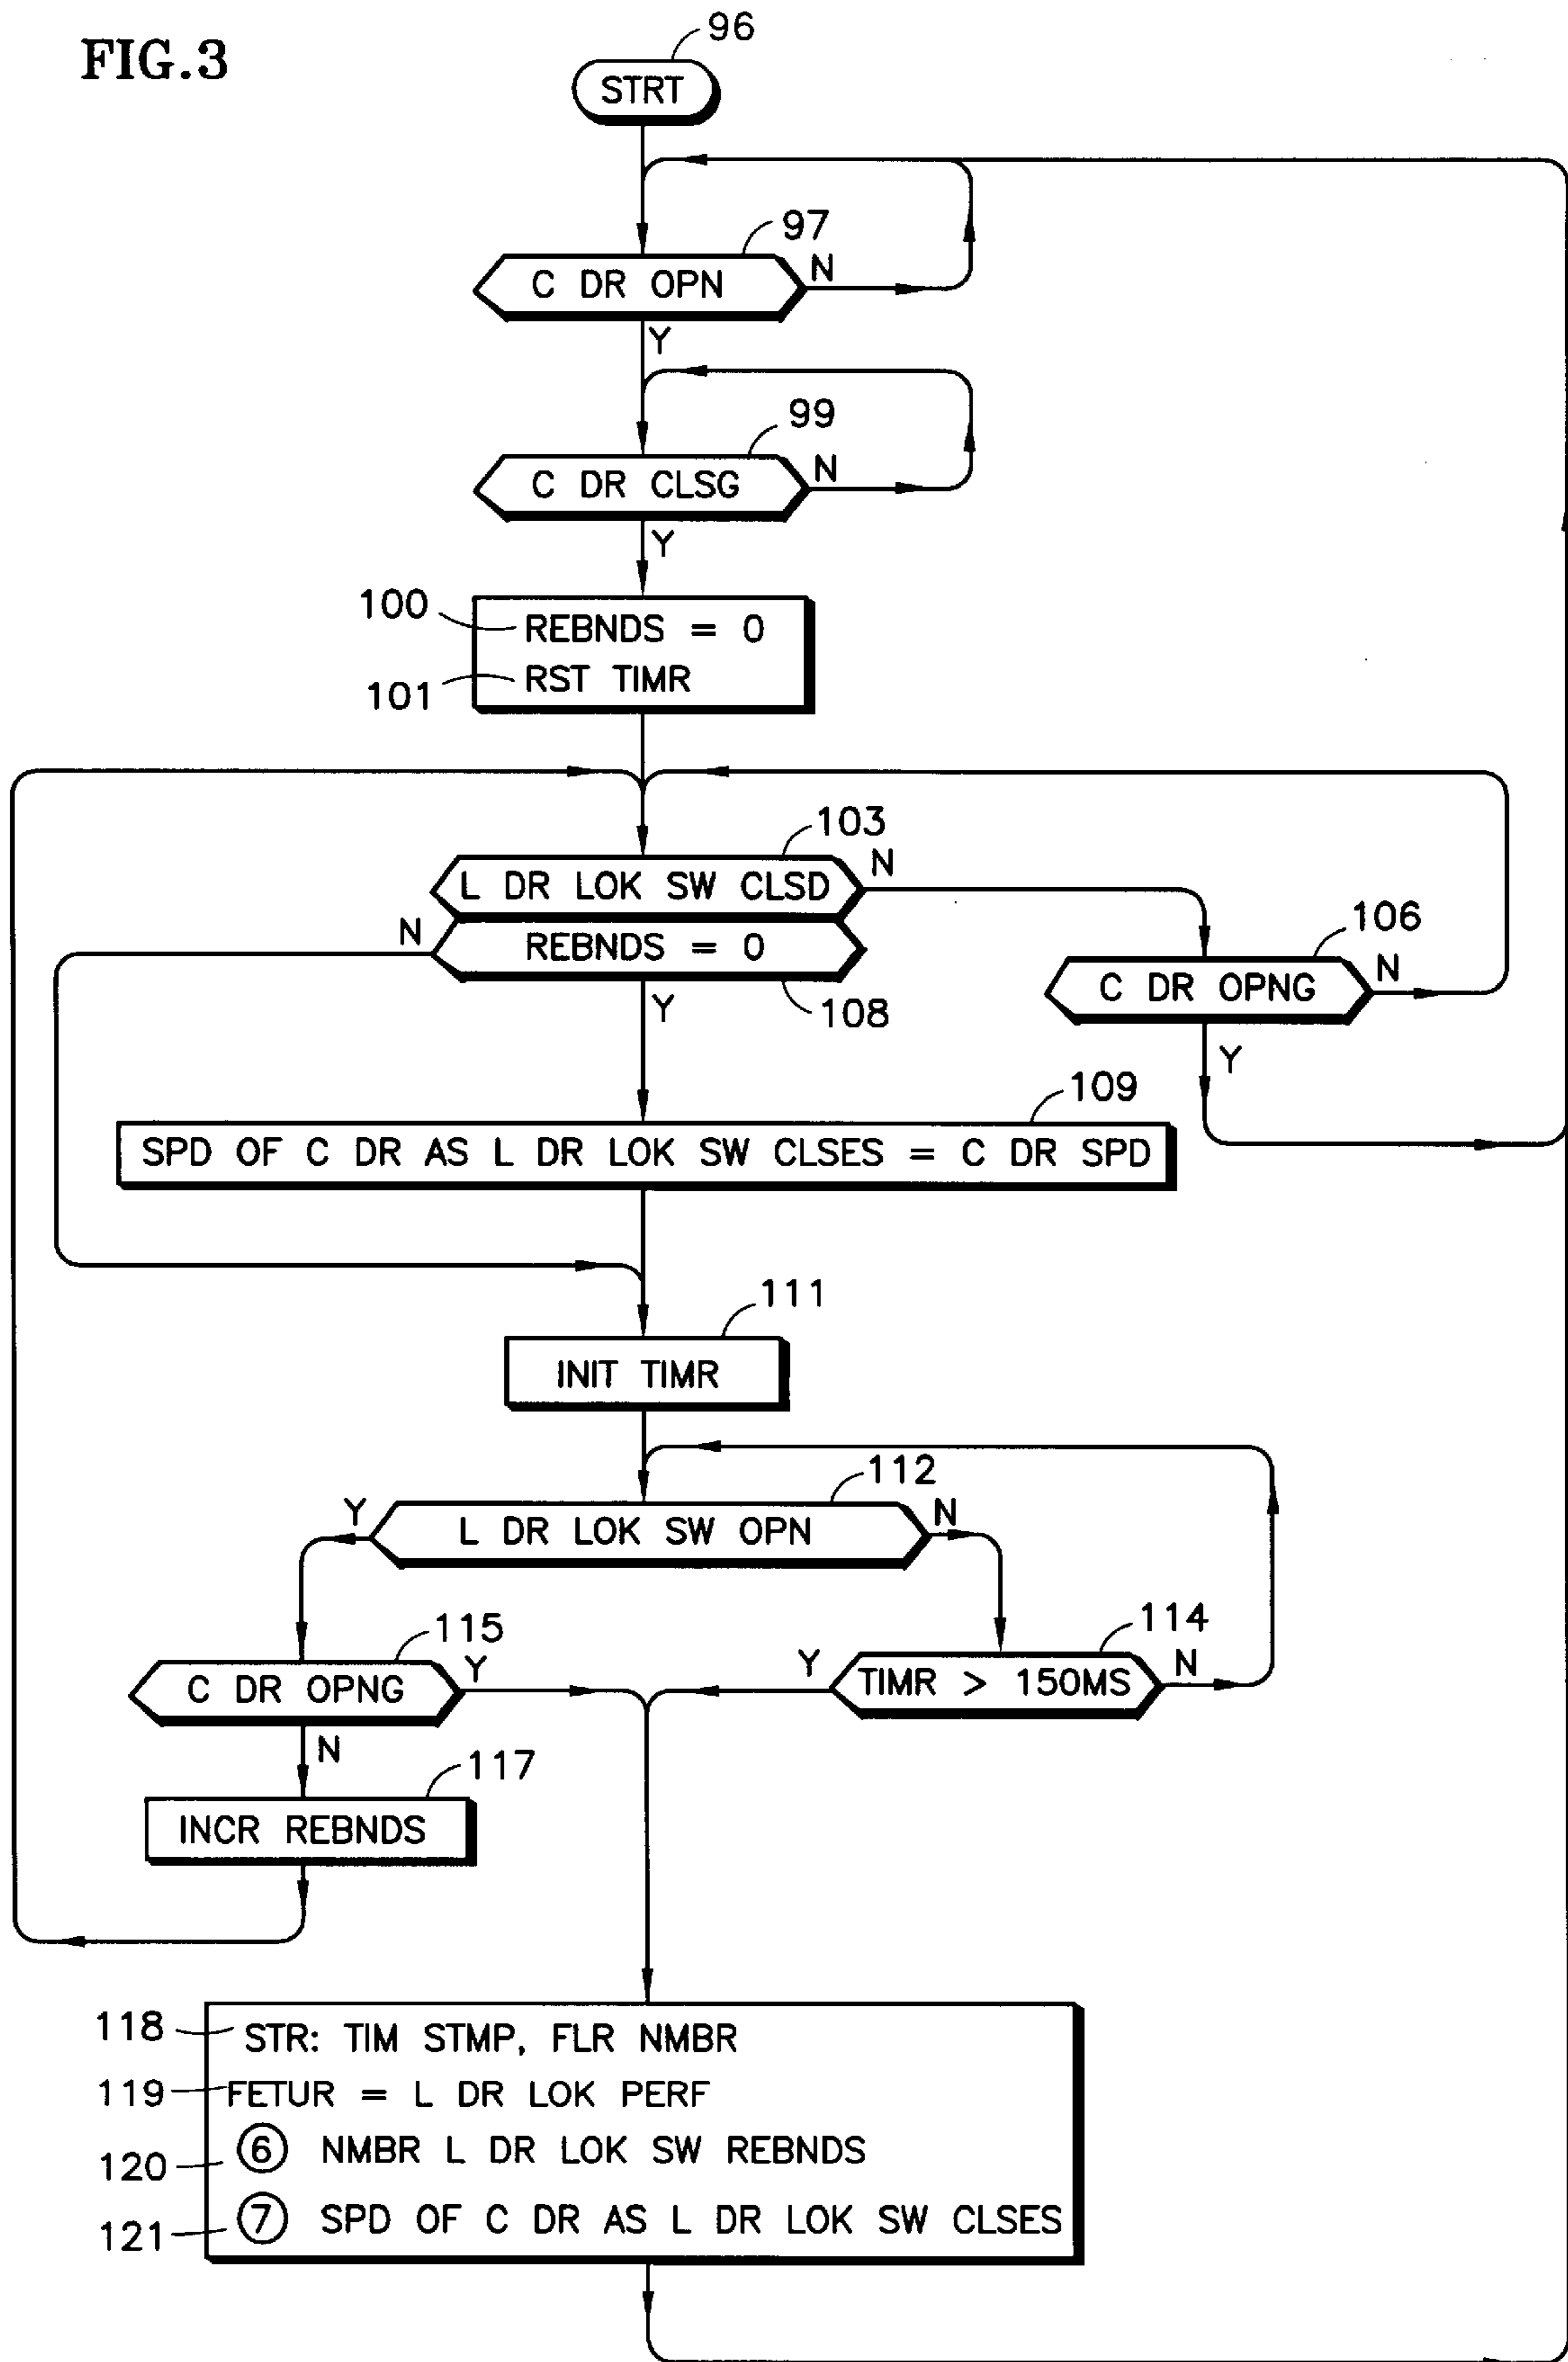 FIG.3
96
STRT
97
C DR OPN
N
Y
99
C DR CLSG
N
Y
100
REBNDS = 0
101
RST TIMR
103
L DR LOK SW CLSD
N
N
REBNDS = 0
108
Y
106
C DR OPNG
N
Y
109
SPD OF C DR AS L DR LOK SW CLSES = C DR SPD
111
INIT TIMR
112
Y
L DR LOK SW OPN
N
115
C DR OPNG
Y
N
114
Y
TIMR > 150MS
N
117
INCR REBNDS
118
STR: TIM STMP, FLR NMBR
119
FETUR = L DR LOK PERF
120
6 NMBR L DR LOK SW REBNDS
121
7 SPD OF C DR AS L DR LOK SW CLSES